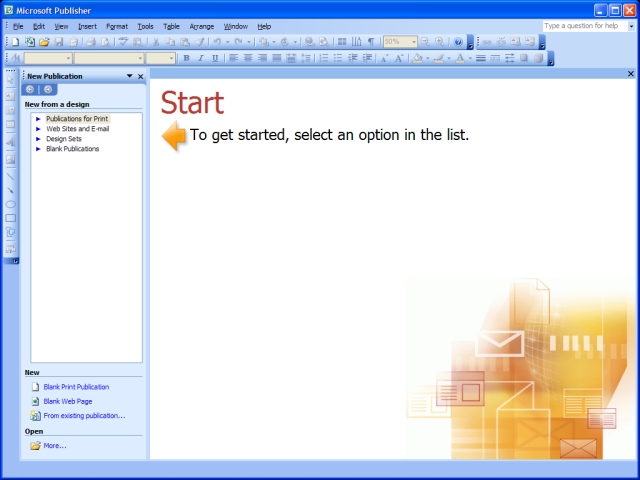 Microsoft Publisher
File Edit View Insert Format Tools Table Arrange Window Help
Type a question for help
50%
New Publication
New from a design
Publications for Print
Web Sites and E-mail
Design Sets
Blank Publications
New
Blank Print Publication
Blank Web Page
From existing publication...
Open
More...
Start
To get started, select an option in the list.